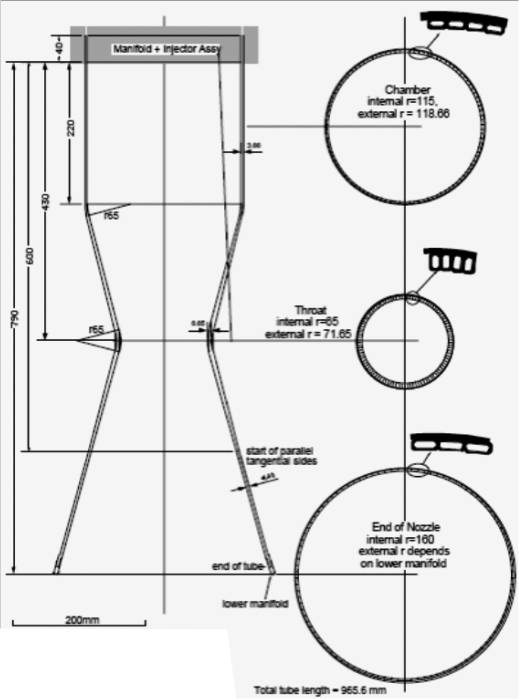 Manifold + Injector Assy
40
220
430
600
790
3.66
r65
r65
6.65
Chamber
internal r=115,
external r = 118.66
Throat
internal r=65
external r = 71.65
start of parallel
tangential sides
End of Nozzle
internal r=160
external r depends
on lower manifold
end of tube
lower manifold
200mm
Total tube length = 965.6 mm